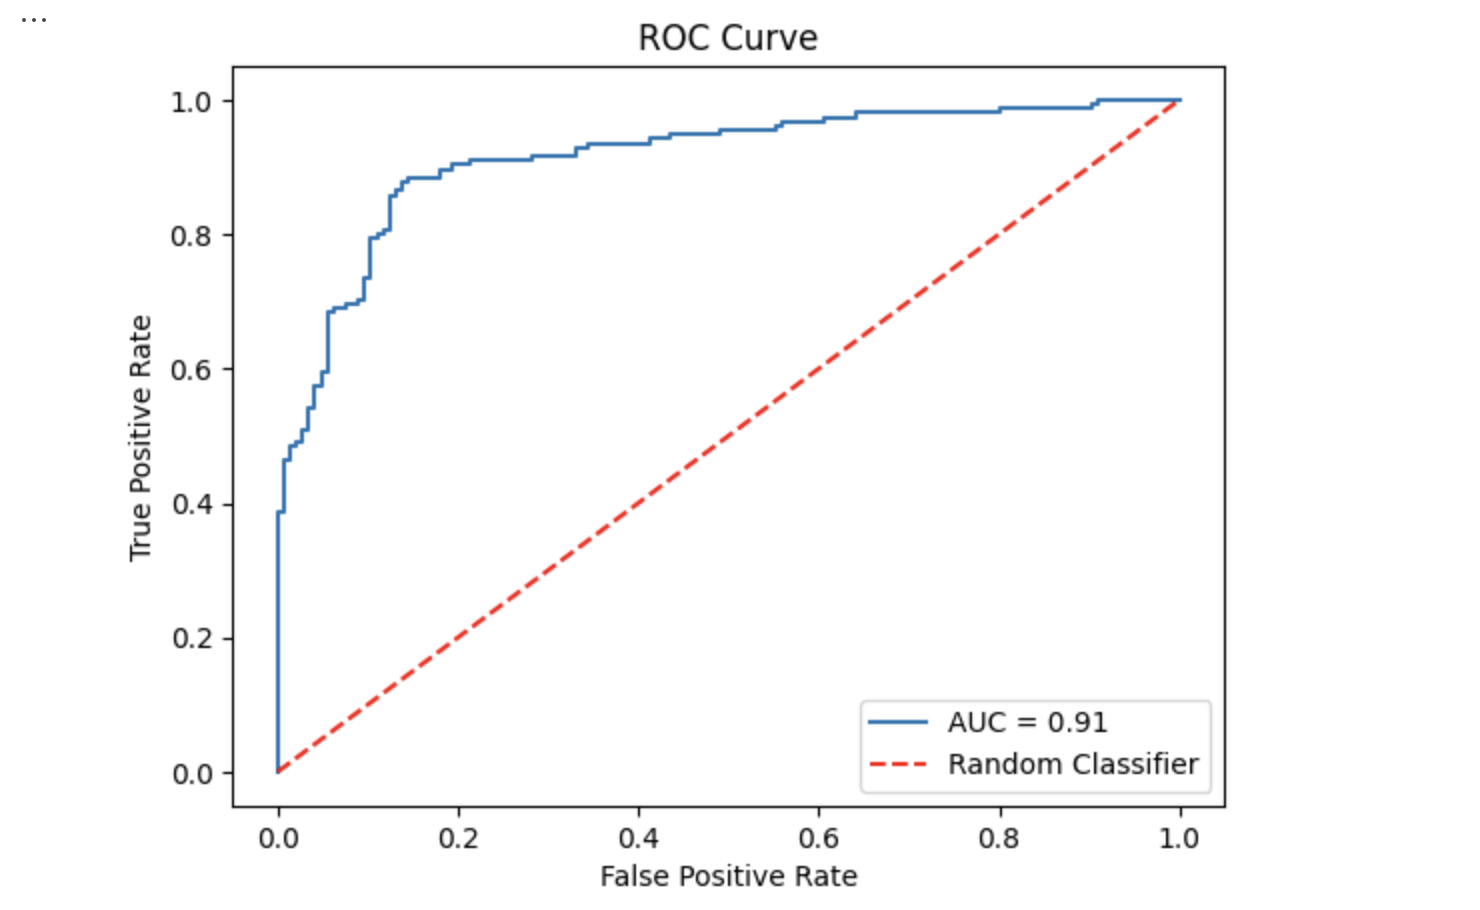 ...
ROC Curve
True Positive Rate
1.0
0.8
0.6
0.4
0.2
0.0
AUC = 0.91
Random Classifier
0.0 0.2 0.4 0.6 0.8 1.0
False Positive Rate